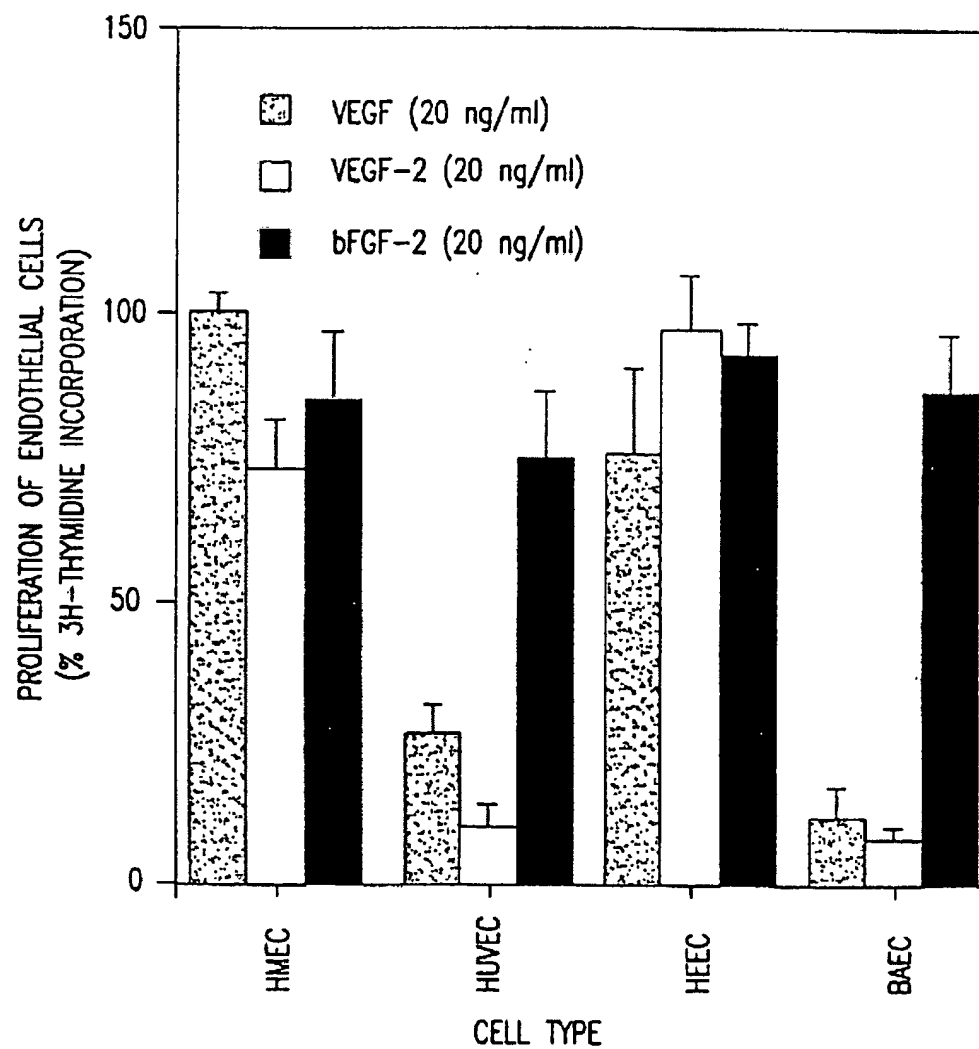 150
100
50
0
PROLIFERATION OF ENDOTHELIAL CELLS
(% 3H-THYMIDINE INCORPORATION)
VEGF (20 ng/ml)
VEGF-2 (20 ng/ml)
bFGF-2 (20 ng/ml)
HMEC
HUVEC
HEEC
BAEC
CELL TYPE